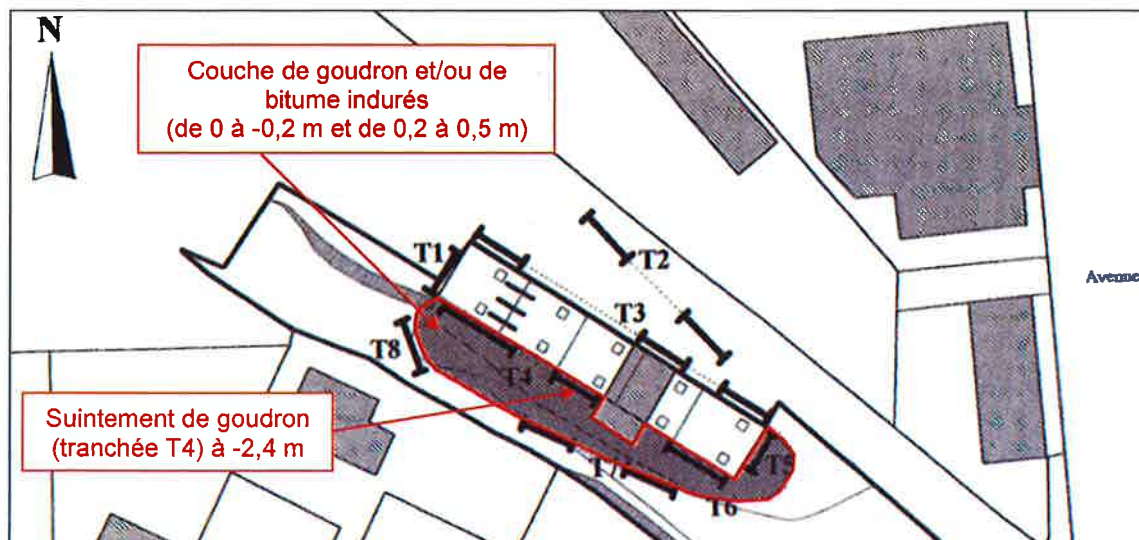 N
Couche de goudron et/ou de
bitume indurés
(de 0 à -0,2 m et de 0,2 à 0,5 m)
T1
T2
Avenue
T3
T8
T4
Suintement de goudron
(tranchée T4) à -2,4 m
T5
T7
T6